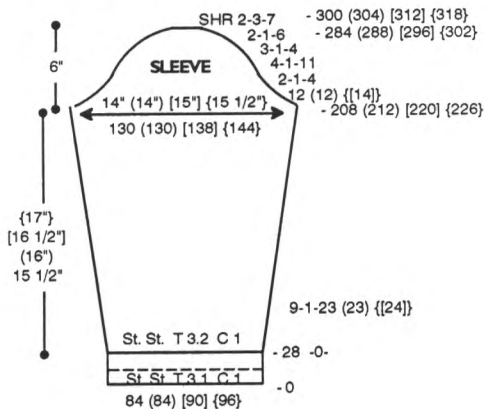 SHR 2-3-7
- 300 (304) [312] {318}
2-1-6
- 284 (288) [296] {302}
3-1-4
6"
4-1-11
SLEEVE
2-1-4
12 (12) {[14]}
14" (14") [15"] {15 1/2"}
- 208 (212) [220] {226}
130 (130) [138] {144}
{17"}
[16 1/2"]
(16")
15 1/2"
9-1-23 (23) {[24]}
St. St. T 3.2 C 1
- 28 -0-
St. St. T 3.1 C 1
- 0
84 (84) [90] {96}